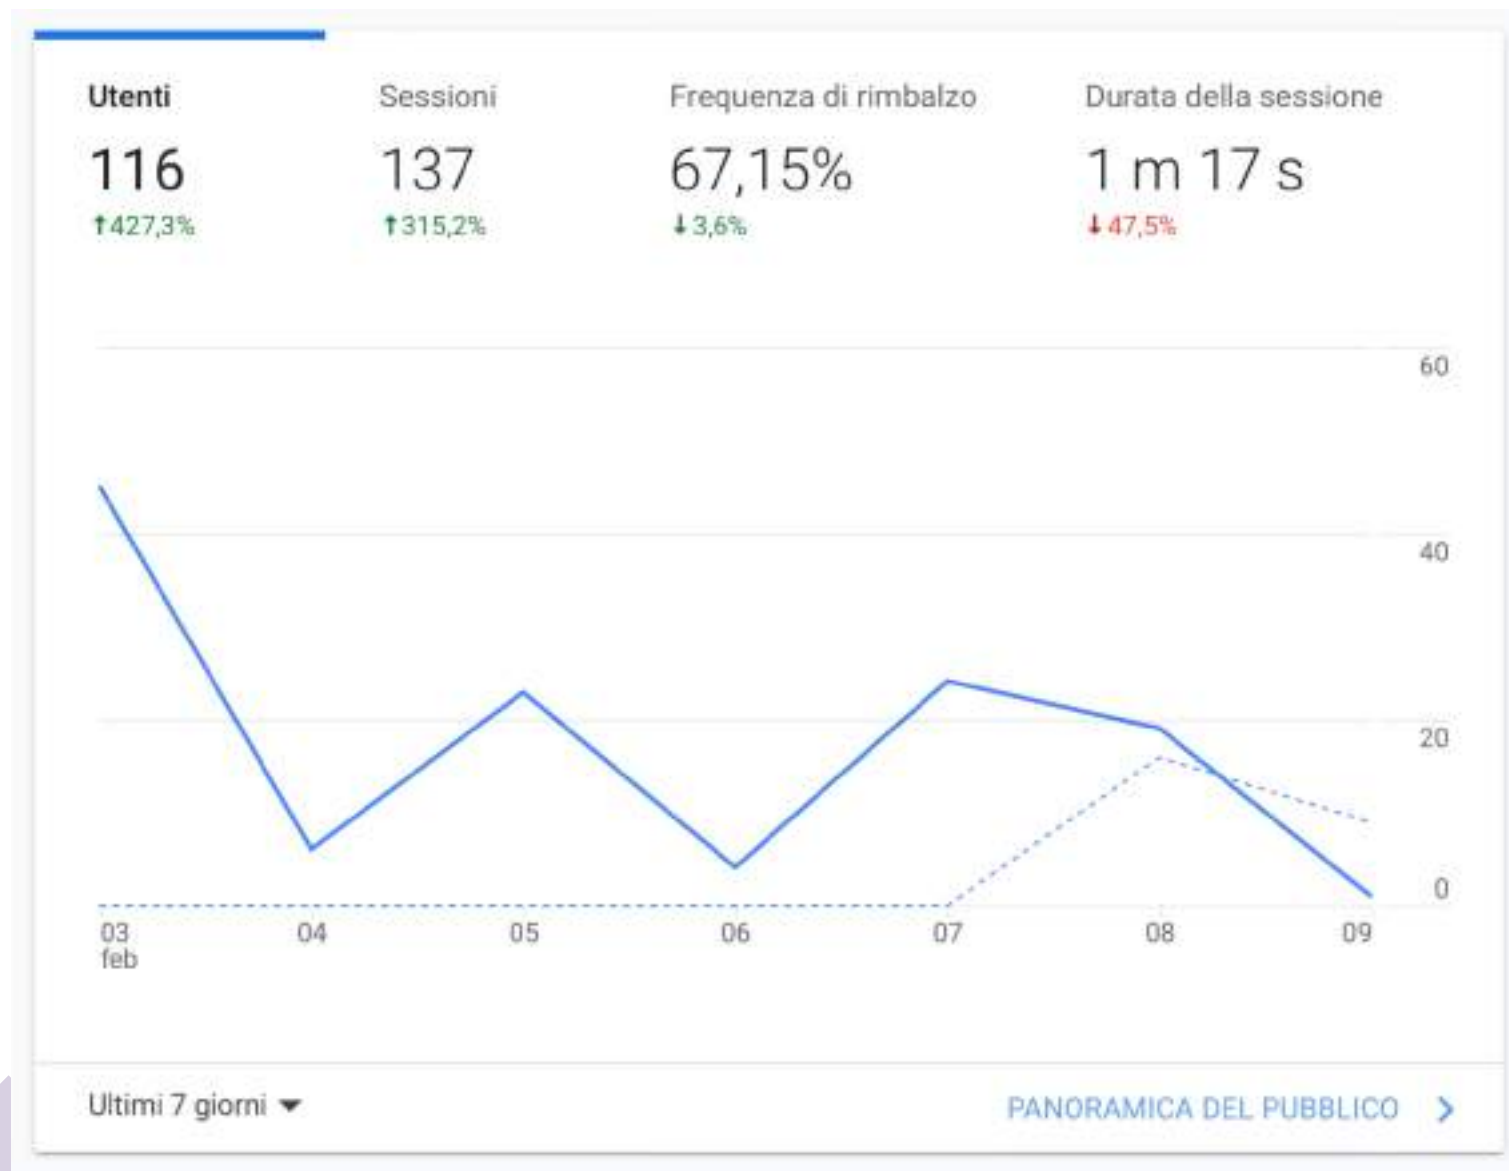 Utenti
116
↑427,3%
Sessioni
137
↑315,2%
Frequenza di rimbalzo
67,15%
↓3,6%
Durata della sessione
1 m 17 s
↓47,5%
60
40
20
0
03 04 05 06 07 08 09
feb
Ultimi 7 giorni
PANORAMICA DEL PUBBLICO